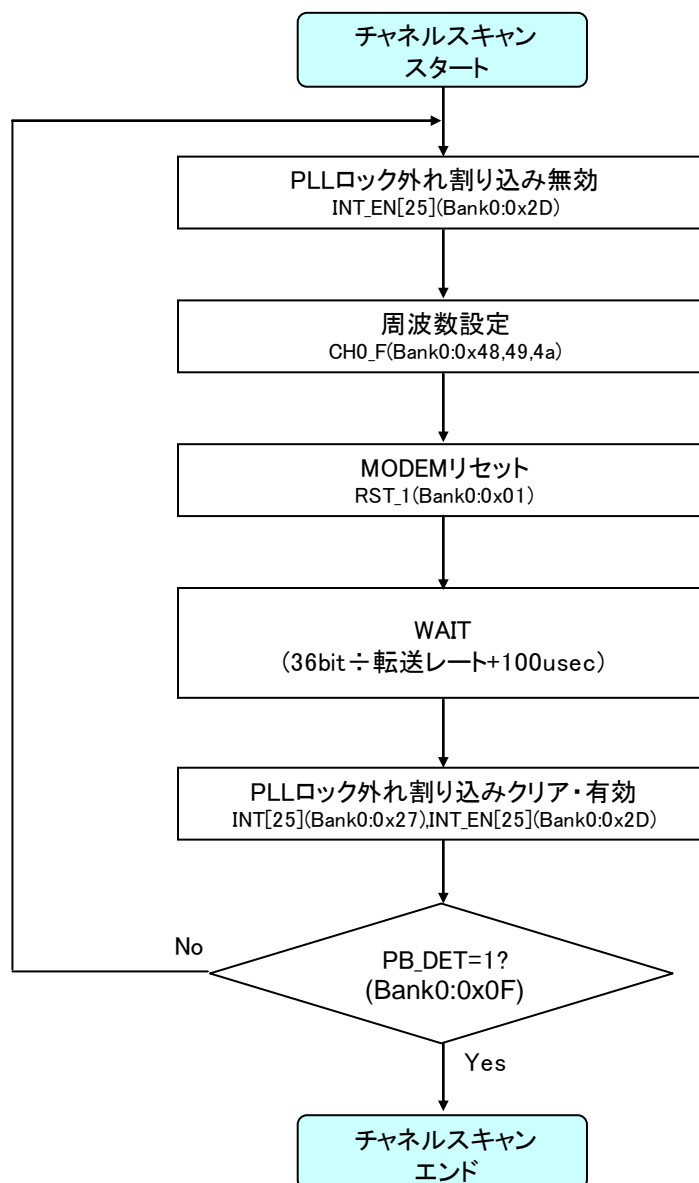 チャネルスキャン
スタート
PLLロック外れ割り込み無効
INT_EN[25](Bank0:0x2D)
周波数設定
CH0_F(Bank0:0x48,49,4a)
MODEMリセット
RST_1(Bank0:0x01)
WAIT
(36bit÷転送レート+100usec)
PLLロック外れ割り込みクリア・有効
INT[25](Bank0:0x27),INT_EN[25](Bank0:0x2D)
No
PB_DET=1?
(Bank0:0x0F)
Yes
チャネルスキャン
エンド